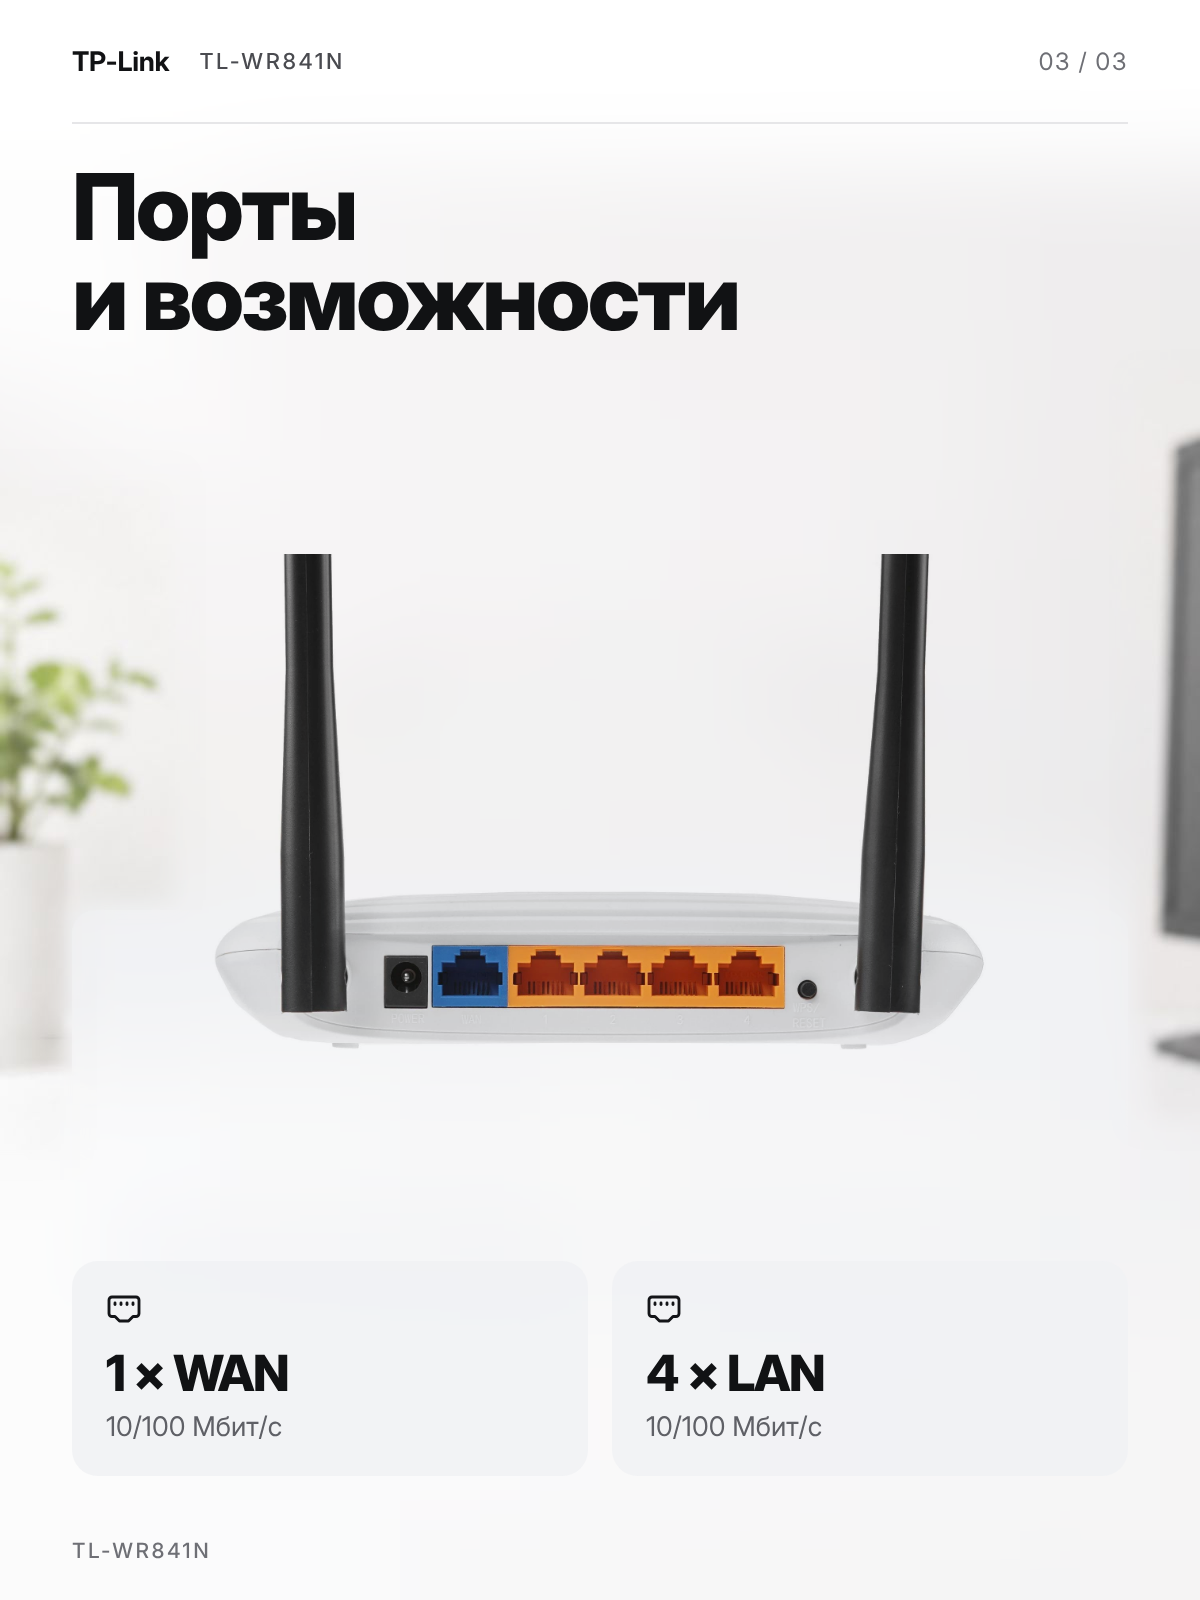 TP-Link TL-WR841N 03 / 03
Порты
и возможности
1 × WAN
10/100 Мбит/с
4 × LAN
10/100 Мбит/с
TL-WR841N